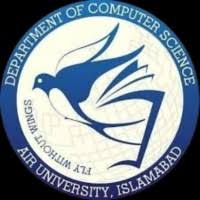 DEPARTMENT OF COMPUTER SCIENCE
FLY WITHOUT WINGS
AIR UNIVERSITY, ISLAMABAD